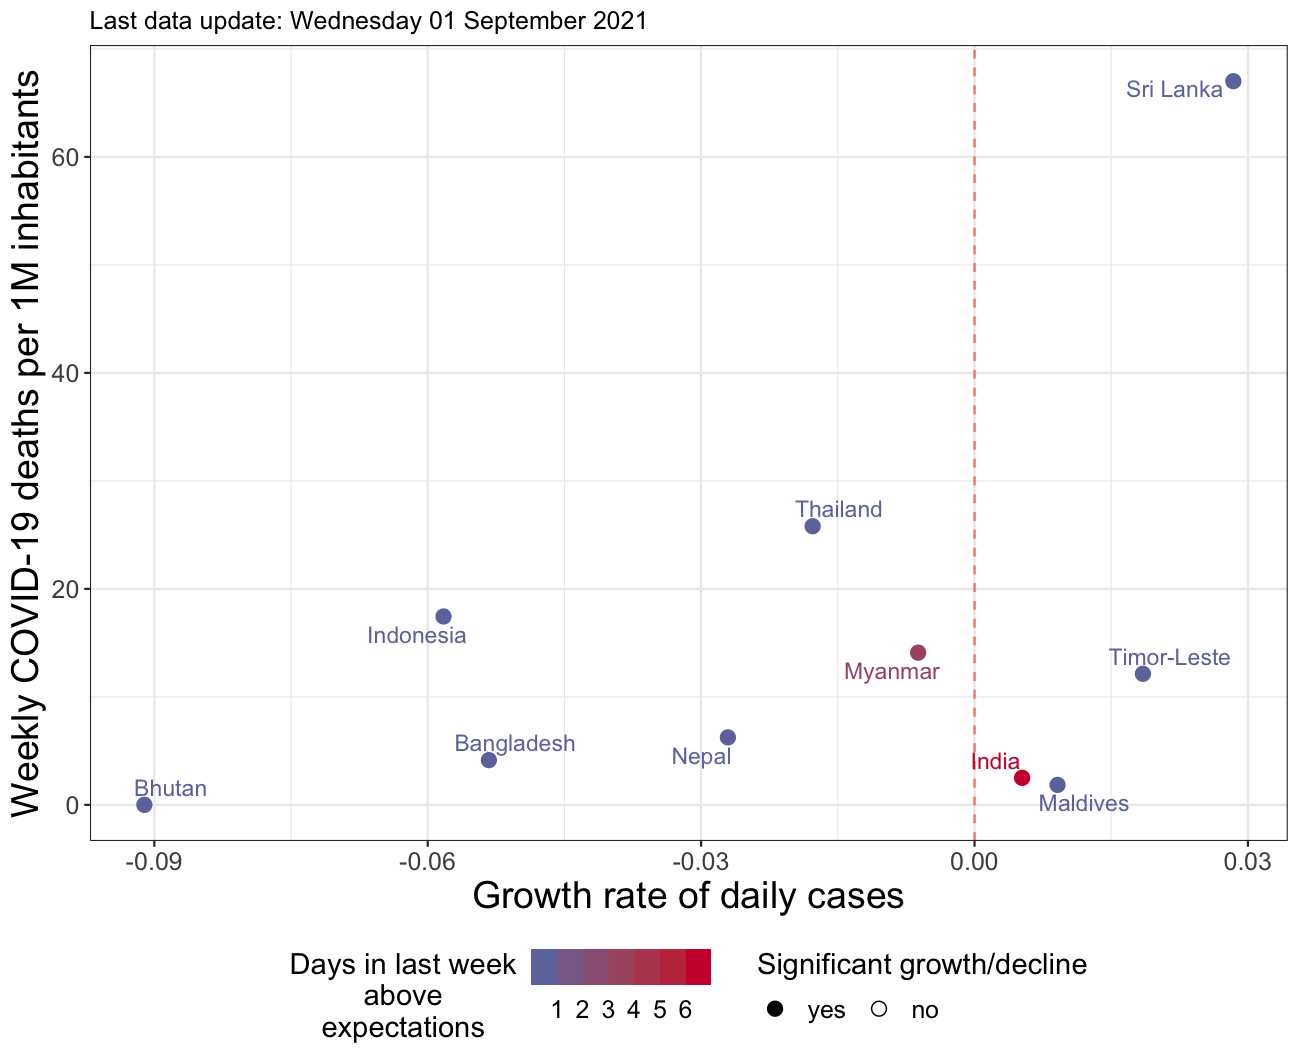 Last data update: Wednesday 01 September 2021
Weekly COVID-19 deaths per 1M inhabitants
60
40
20
0
Sri Lanka
Thailand
Indonesia
Myanmar
Timor-Leste
Bangladesh
Nepal
India
Bhutan
Maldives
-0.09
-0.06
-0.03
0.00
0.03
Growth rate of daily cases
Days in last week
above
expectations
1 2 3 4 5 6
Significant growth/decline
yes
no